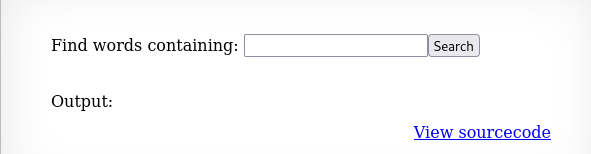 Find words containing: Search
Output:
View sourcecode